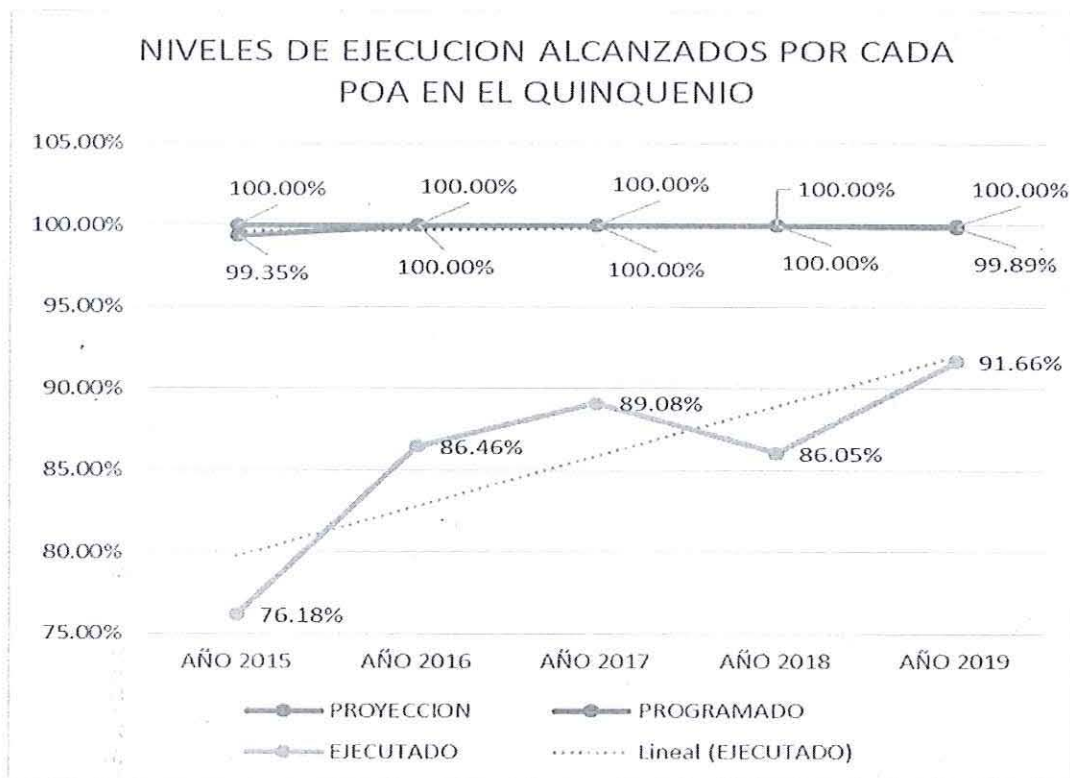 NIVELES DE EJECUCION ALCANZADOS POR CADA
POA EN EL QUINQUENIO
105.00%
100.00% 100.00% 100.00% 100.00% 100.00%
100.00%
99.35% 100.00% 100.00% 100.00% 99.89%
95.00%
90.00%
91.66%
89.08%
86.46%
86.05%
85.00%
80.00%
76.18%
75.00%
AÑO 2015 AÑO 2016 AÑO 2017 AÑO 2018 AÑO 2019
PROYECCION PROGRAMADO
EJECUTADO Lineal (EJECUTADO)